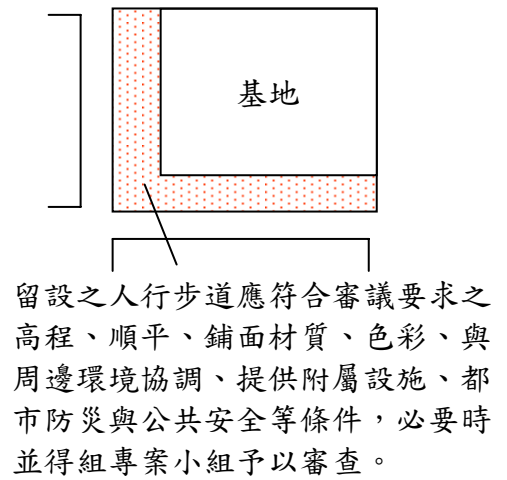 基地
留設之人行步道應符合審議要求之
高程、順平、鋪面材質、色彩、與
周邊環境協調、提供附屬設施、都
市防災與公共安全等條件，必要時
並得組專案小組予以審查。